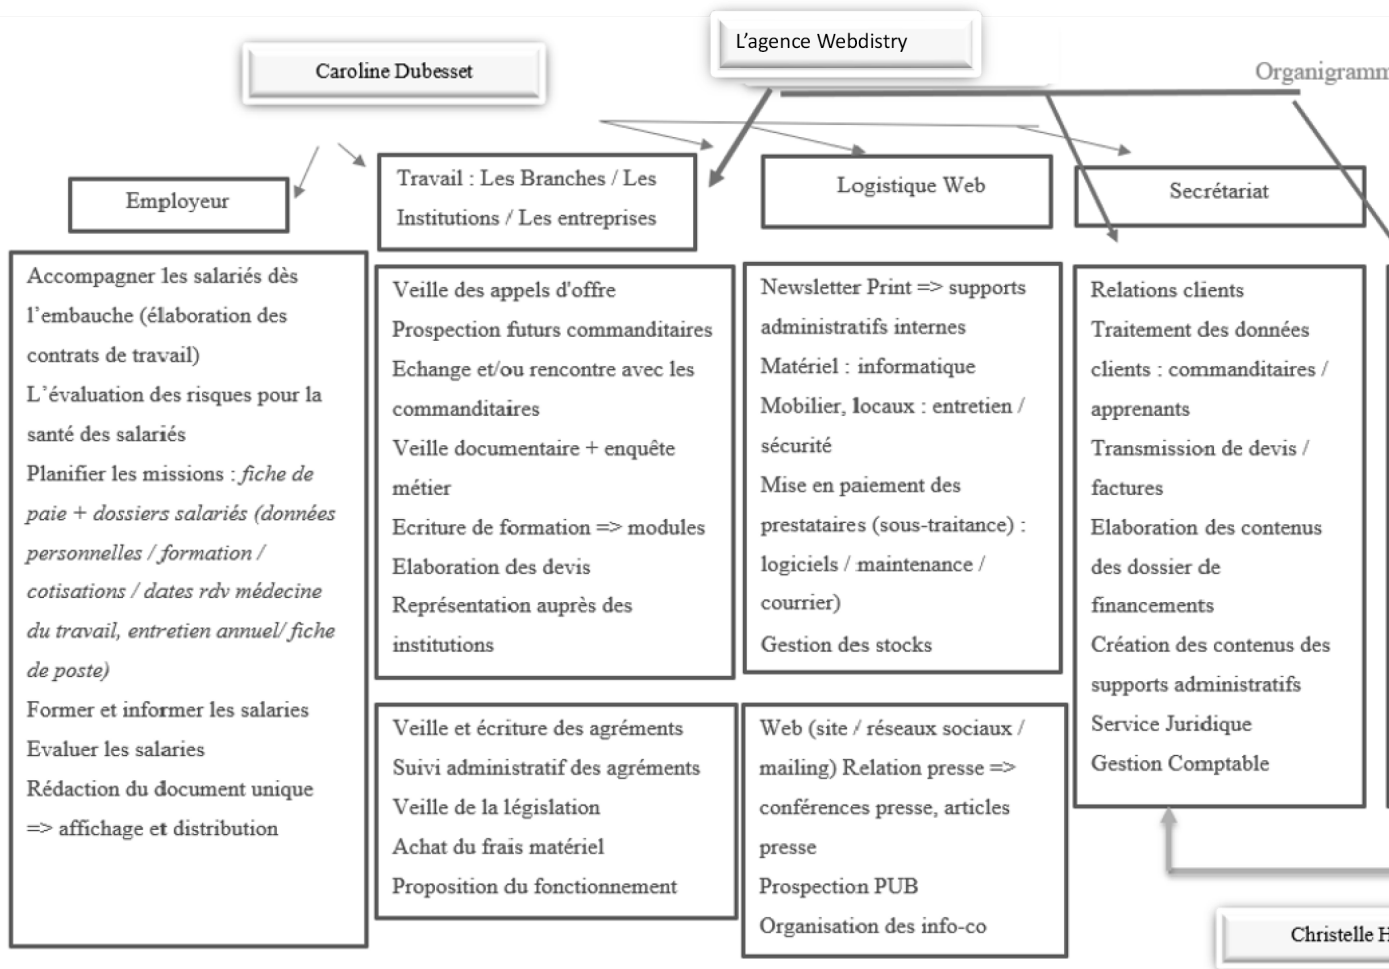 L'agence Webdistry
Caroline Dubesset
Employeur
Accompagner les salariés dès
l'embauche (élaboration des
contrats de travail)
L'évaluation des risques pour la
santé des salariés
Planifier les missions : fiche de
paie + dossiers salariés (données
personnelles / formation /
cotisations / dates rdv médecine
du travail, entretien annuel/ fiche
de poste)
Former et informer les salaries
Evaluer les salaries
Rédaction du document unique
=> affichage et distribution
Travail : Les Branches / Les
Institutions / Les entreprises
Veille des appels d'offre
Prospection futurs commanditaires
Echange et/ou rencontre avec les
commanditaires
Veille documentaire + enquête
métier
Ecriture de formation => modules
Elaboration des devis
Représentation auprès des
institutions
Veille et écriture des agréments
Suivi administratif des agréments
Veille de la législation
Achat du frais matériel
Proposition du fonctionnement
Logistique Web
Newsletter Print => supports
administratifs internes
Matériel : informatique
Mobilier, locaux : entretien /
sécurité
Mise en paiement des
prestataires (sous-traitance) :
logiciels / maintenance /
courrier)
Gestion des stocks
Web (site / réseaux sociaux /
mailing) Relation presse =>
conférences presse, articles
presse
Prospection PUB
Organisation des info-co
Secrétariat
Relations clients
Traitement des données
clients : commanditaires /
apprenants
Transmission de devis /
factures
Elaboration des contenus
des dossier de
financements
Création des contenus des
supports administratifs
Service Juridique
Gestion Comptable
Christelle